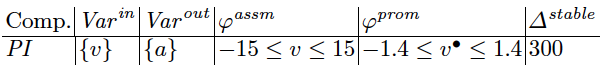 Comp. Var^in Var^out φ^assm φ^prom Δ^stable
PI {v} {a} −15 ≤ v ≤ 15 −1.4 ≤ v• ≤ 1.4 300